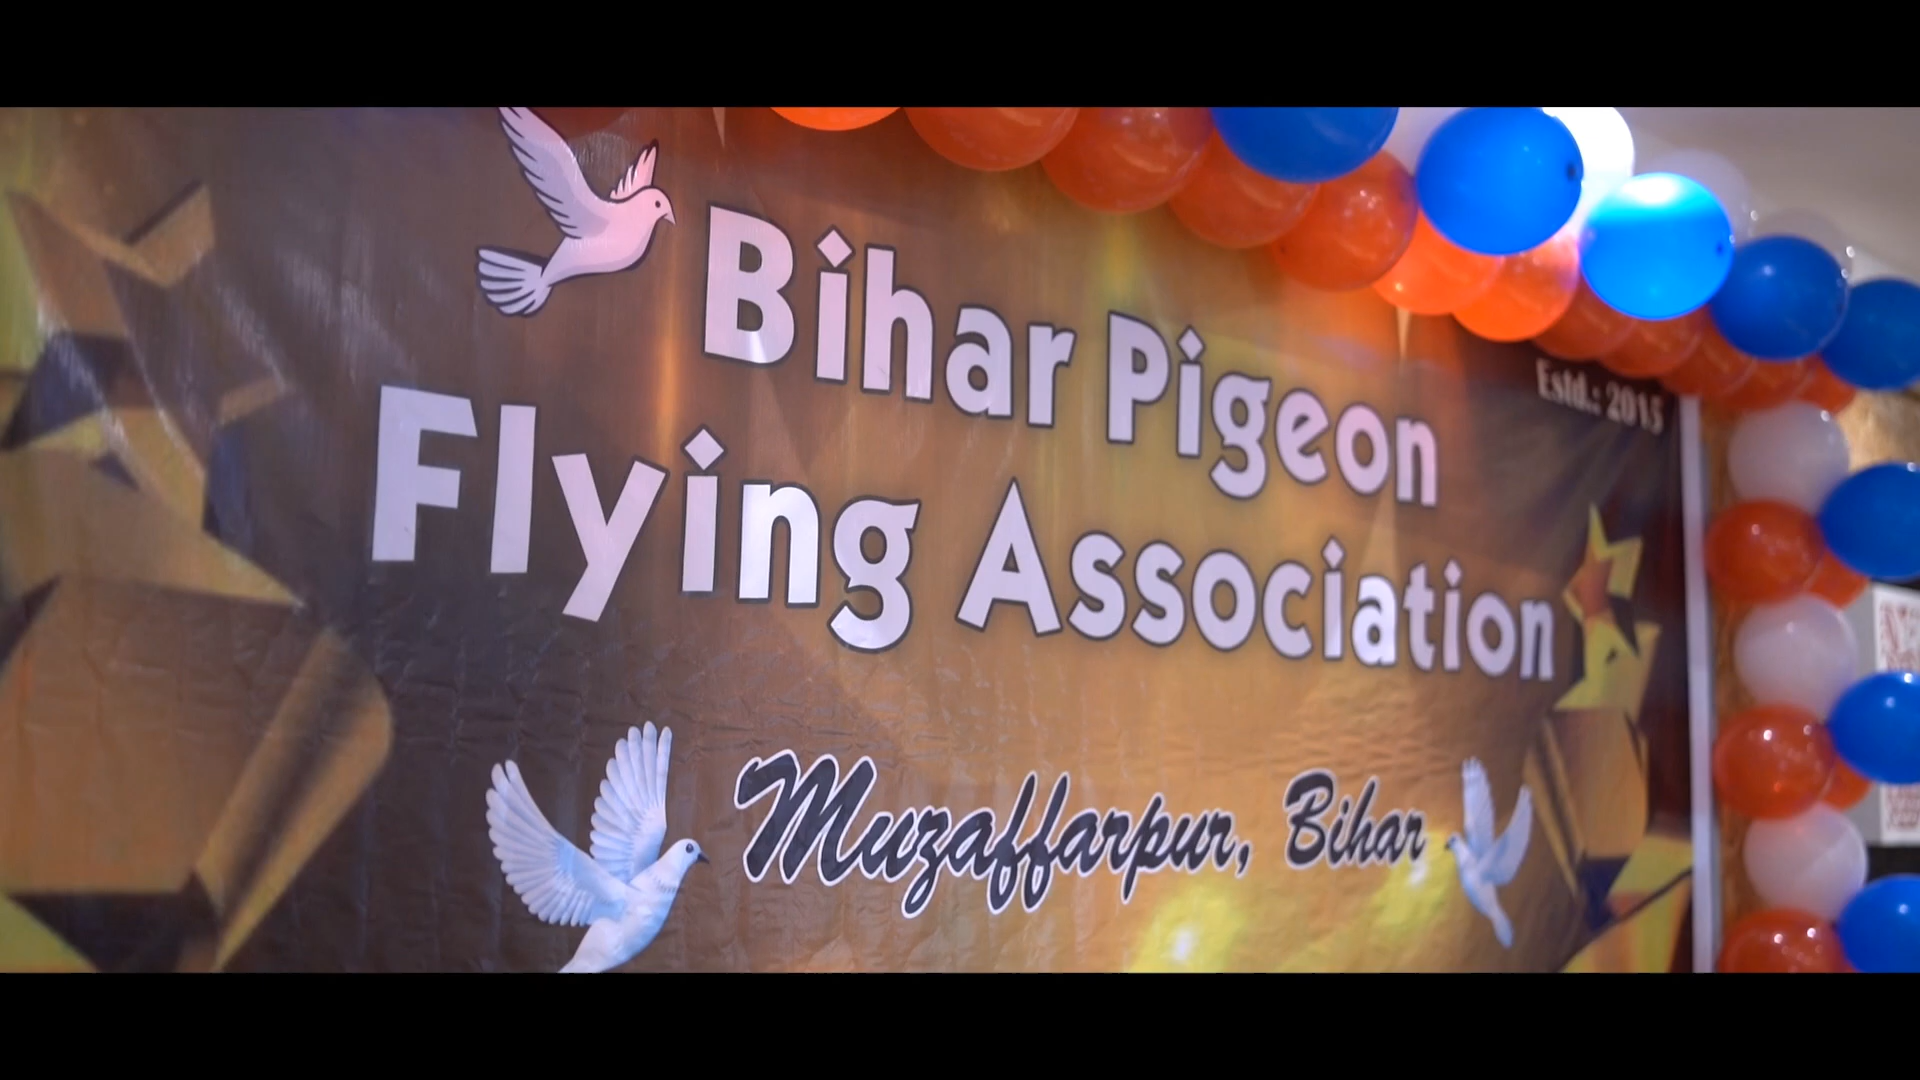 Bihar Pigeon
Estd.: 2015
Flying Association
Muzaffarpur, Bihar